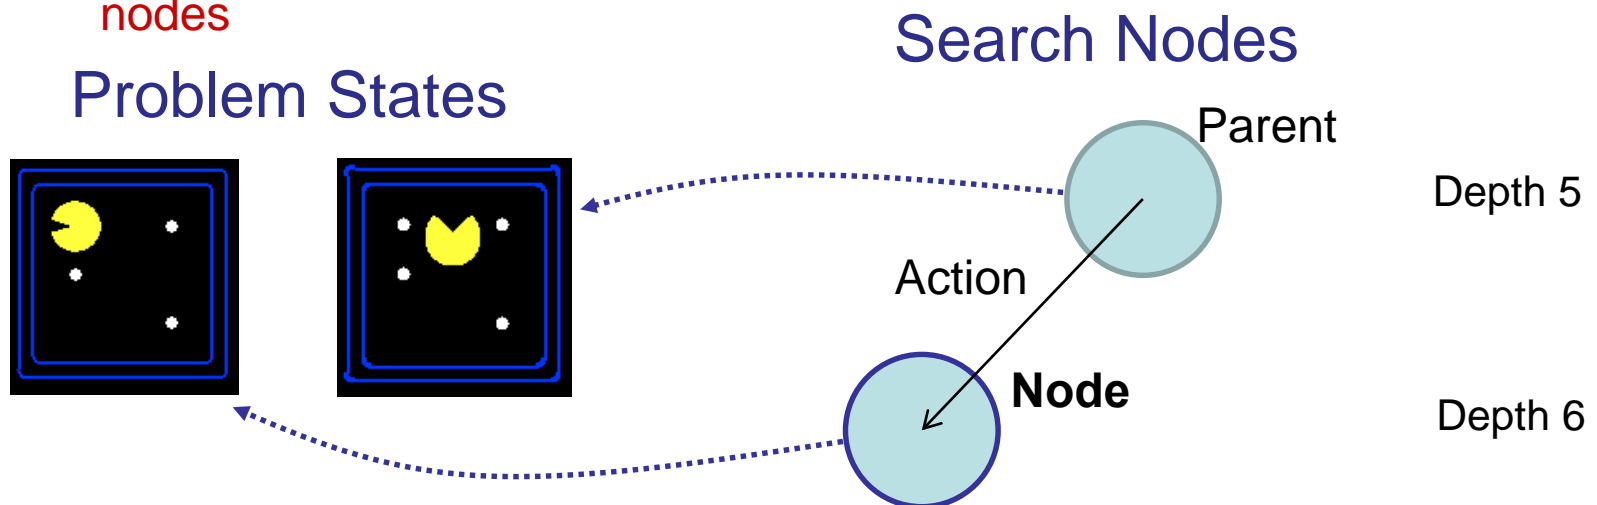 nodes
Search Nodes
Problem States
Parent
Depth 5
Action
Node
Depth 6